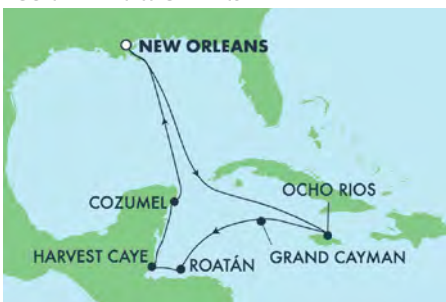 NEW ORLEANS
OCHO RIOS
COZUMEL
GRAND CAYMAN
HARVEST CAYE
ROATÁN